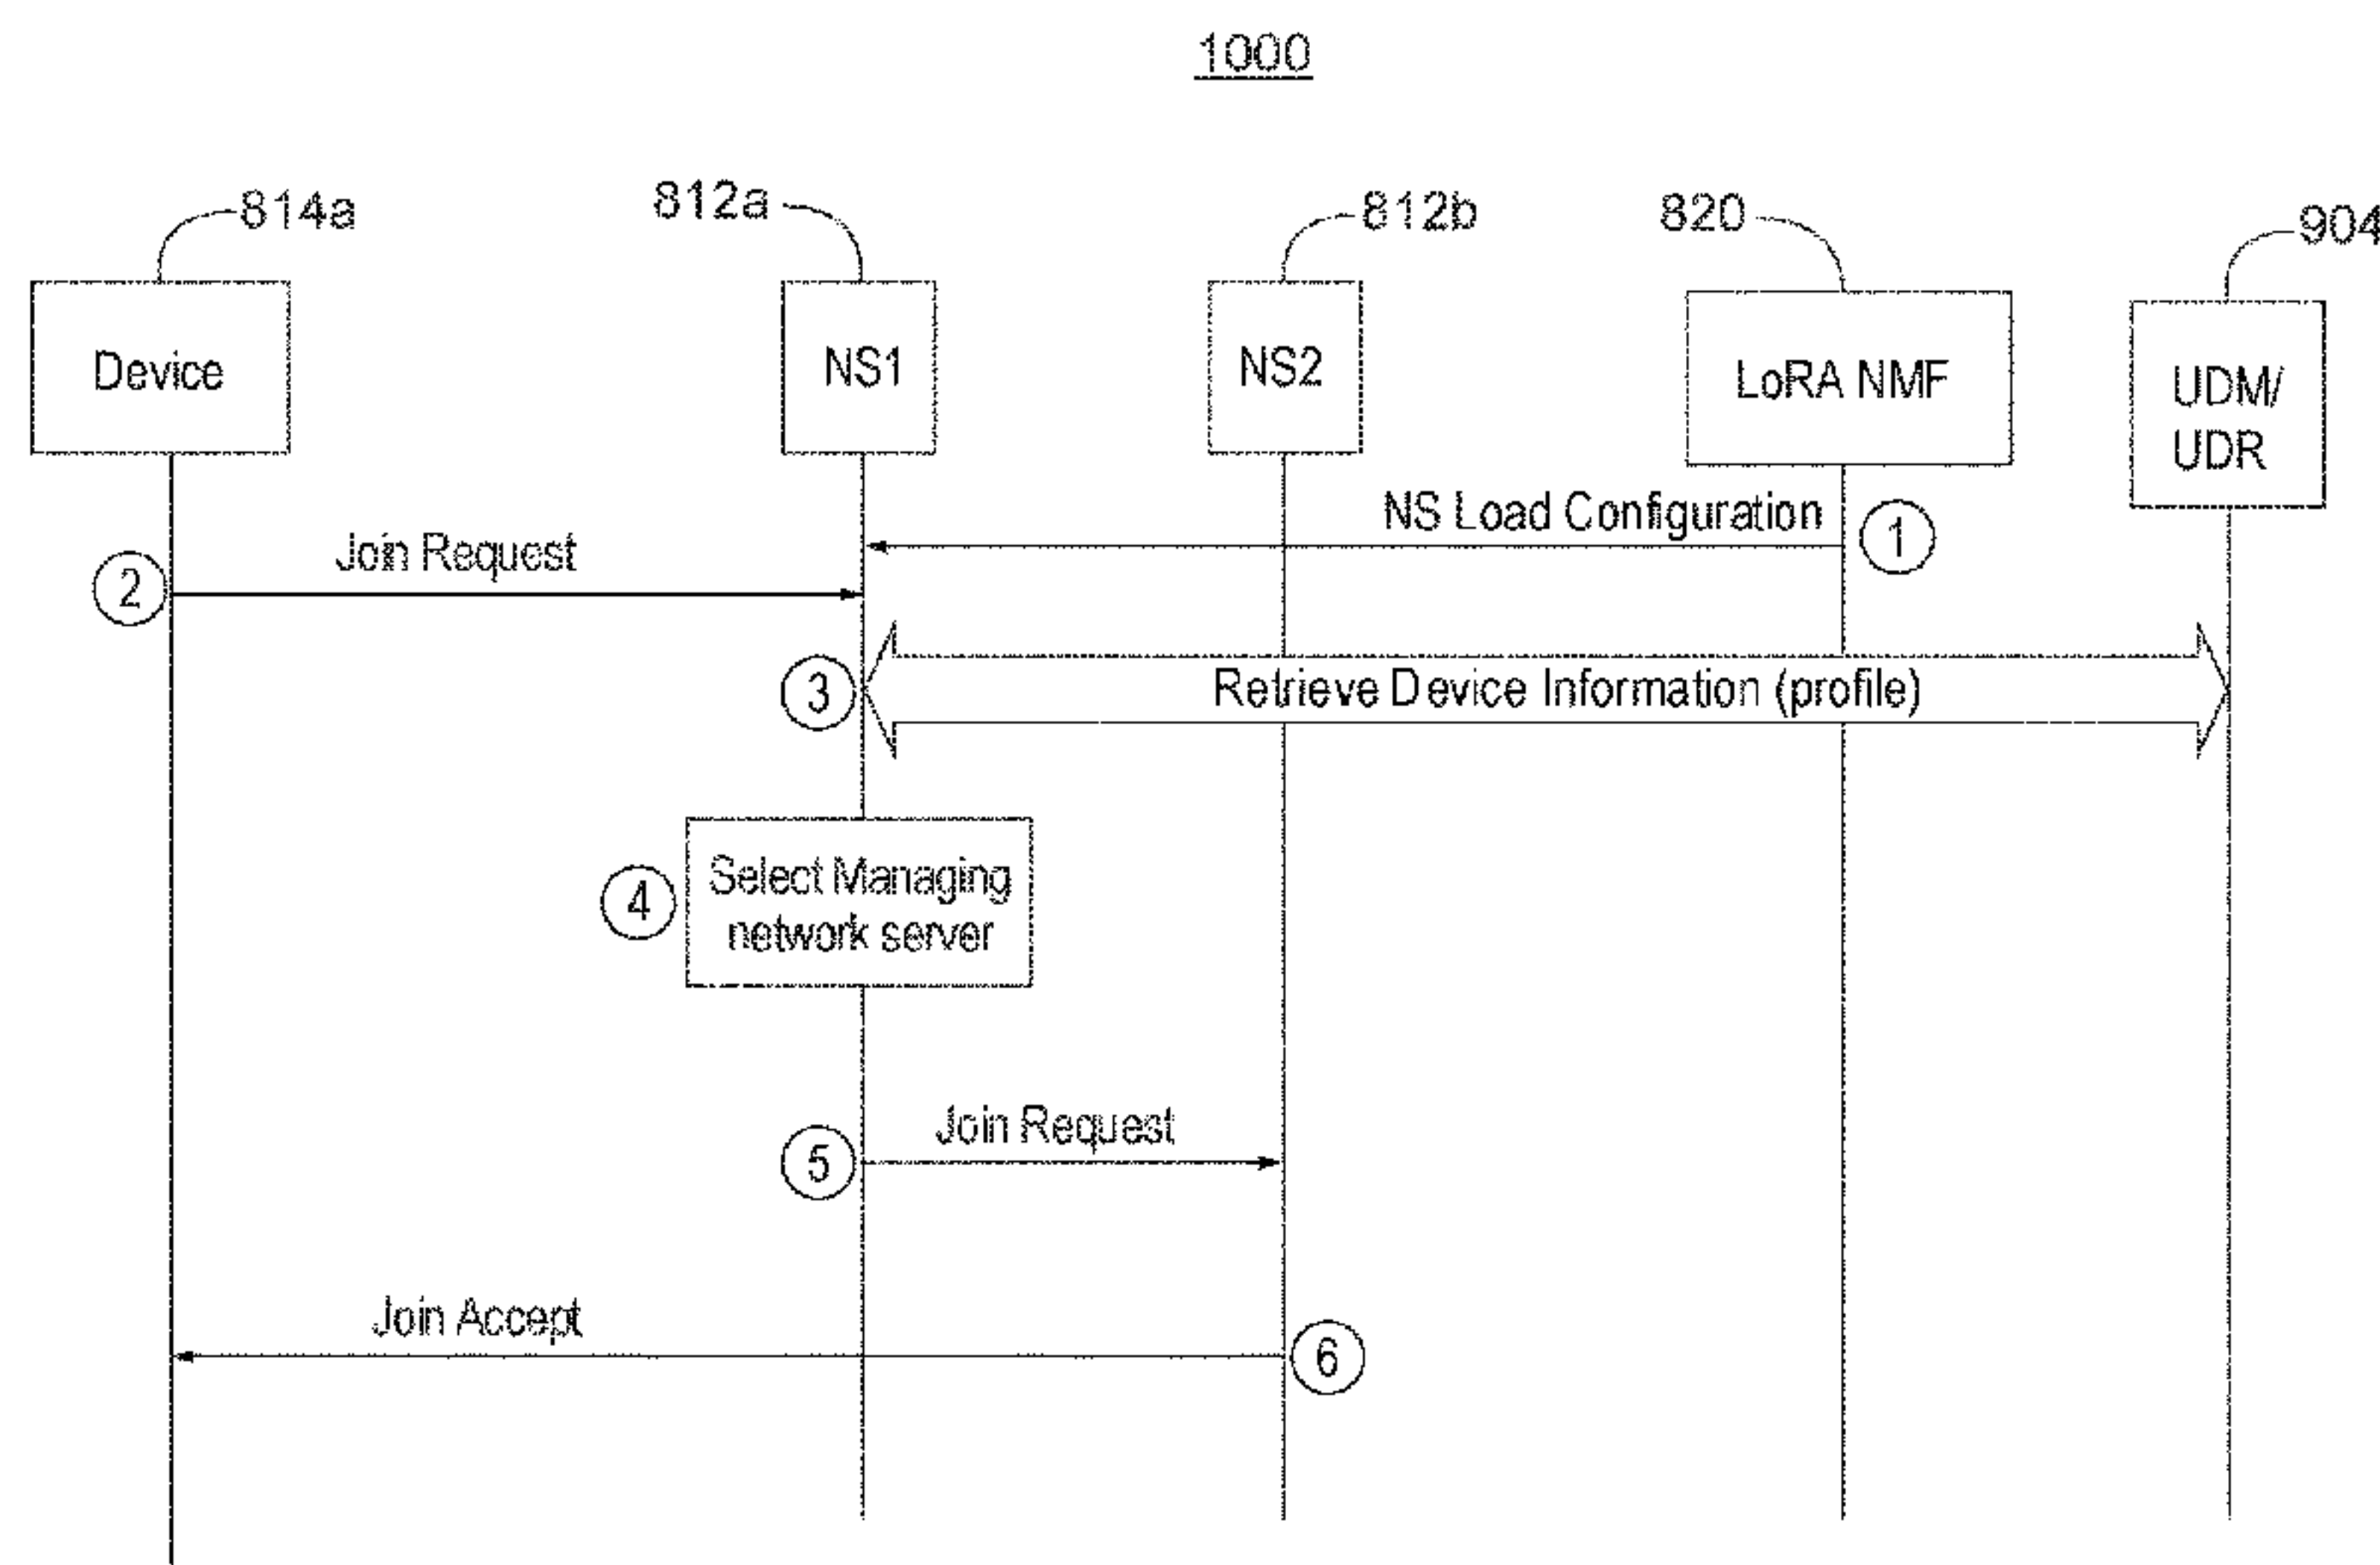 1000
814a
812a
812b
820
904
Device
NS1
NS2
LoRA NMF
UDM/
UDR
NS Load Configuration
1
Join Request
2
3
Retrieve Device Information (profile)
4
Select Managing
network server
5
Join Request
Join Accept
6